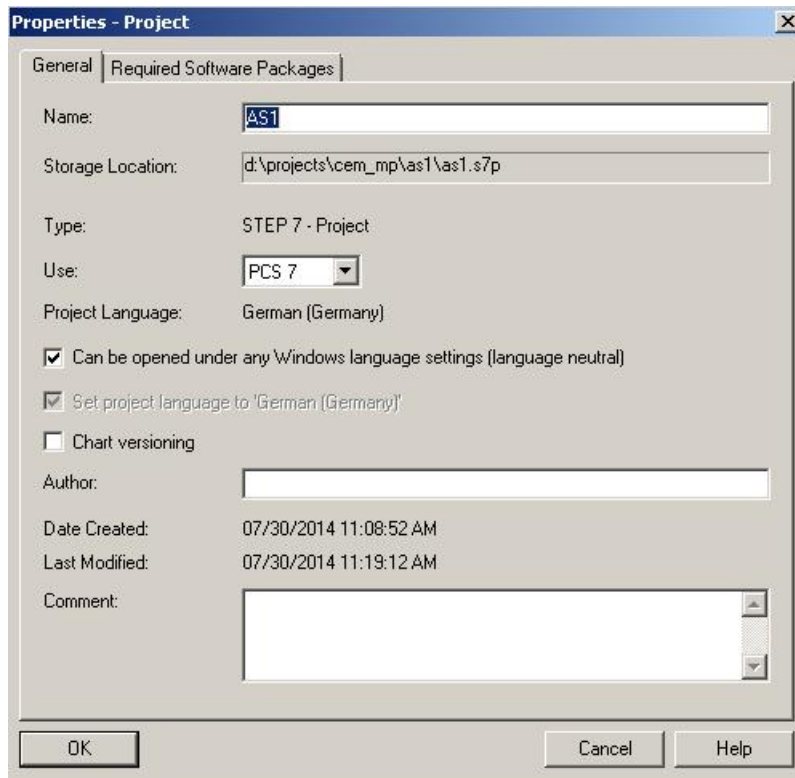 Properties - Project
General
Required Software Packages
Name: AS1
Storage Location: d:\projects\cem_mp\as1\as1.s7p
Type: STEP 7 - Project
Use: PCS 7
Project Language: German (Germany)
Can be opened under any Windows language settings (language neutral)
Set project language to 'German (Germany)'
Chart versioning
Author:
Date Created: 07/30/2014 11:08:52 AM
Last Modified: 07/30/2014 11:19:12 AM
Comment:
OK
Cancel
Help